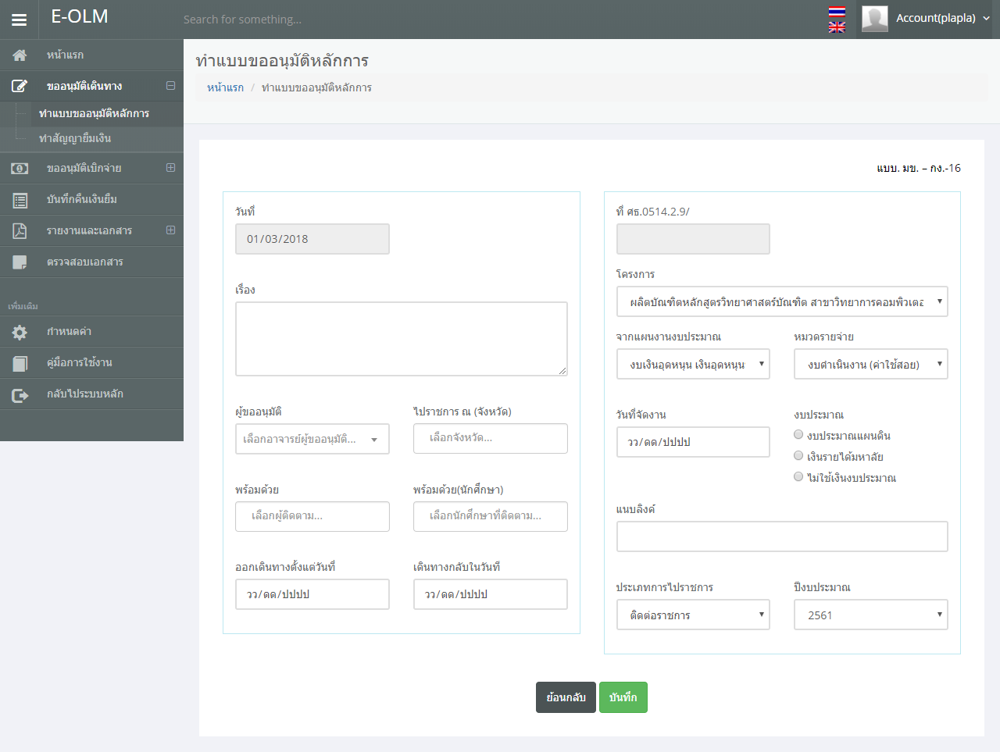 E-OLM
Search for something...
Account(plapla)
หน้าแรก
ขออนุมัติเดินทาง
ทำแบบขออนุมัติหลักการ
ทำสัญญายืมเงิน
ขออนุมัติเบิกจ่าย
บันทึกคืนเงินยืม
รายงานและเอกสาร
ตรวจสอบเอกสาร
เพิ่มเติม
กำหนดค่า
คู่มือการใช้งาน
กลับไประบบหลัก
ทำแบบขออนุมัติหลักการ
หน้าแรก / ทำแบบขออนุมัติหลักการ
แบบ. มข. – กง.-16
วันที่
01/03/2018
เรื่อง
ผู้ขออนุมัติ
ไปราชการ ณ (จังหวัด)
เลือกอาจารย์ผู้ขออนุมัติ...
เลือกจังหวัด...
พร้อมด้วย
พร้อมด้วย(นักศึกษา)
เลือกผู้ติดตาม...
เลือกนักศึกษาที่ติดตาม...
ออกเดินทางตั้งแต่วันที่
เดินทางกลับในวันที่
วว/ดด/ปปปป
วว/ดด/ปปปป
ที่ ศธ.0514.2.9/
โครงการ
ผลิตบัณฑิตหลักสูตรวิทยาศาสตร์บัณฑิต สาขาวิทยาการคอมพิวเตอ
จากแผนงานงบประมาณ
หมวดรายจ่าย
งบเงินอุดหนุน เงินอุดหนุน
งบดำเนินงาน (ค่าใช้สอย)
วันที่จัดงาน
งบประมาณ
วว/ดด/ปปปป
งบประมาณแผนดิน
เงินรายได้มหาลัย
ไม่ใช้เงินงบประมาณ
แนบลิงค์
ประเภทการไปราชการ
ปีงบประมาณ
ติดต่อราชการ
2561
ย้อนกลับ
บันทึก